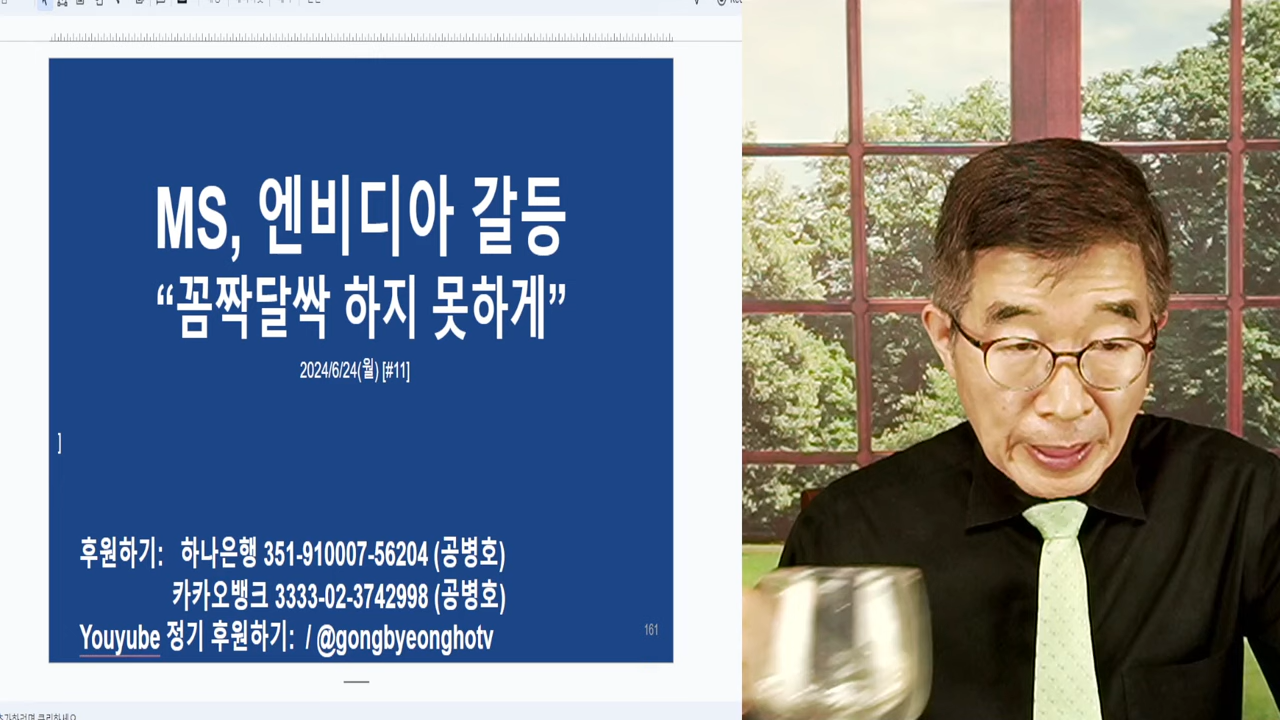 MS, 엔비디아 갈등
“꼼짝달싹 하지 못하게”
2024/6/24(월) [#11]
]
후원하기: 하나은행 351-910007-56204 (공병호)
카카오뱅크 3333-02-3742998 (공병호)
Youyube 정기 후원하기: / @gongbyeonghotv
161